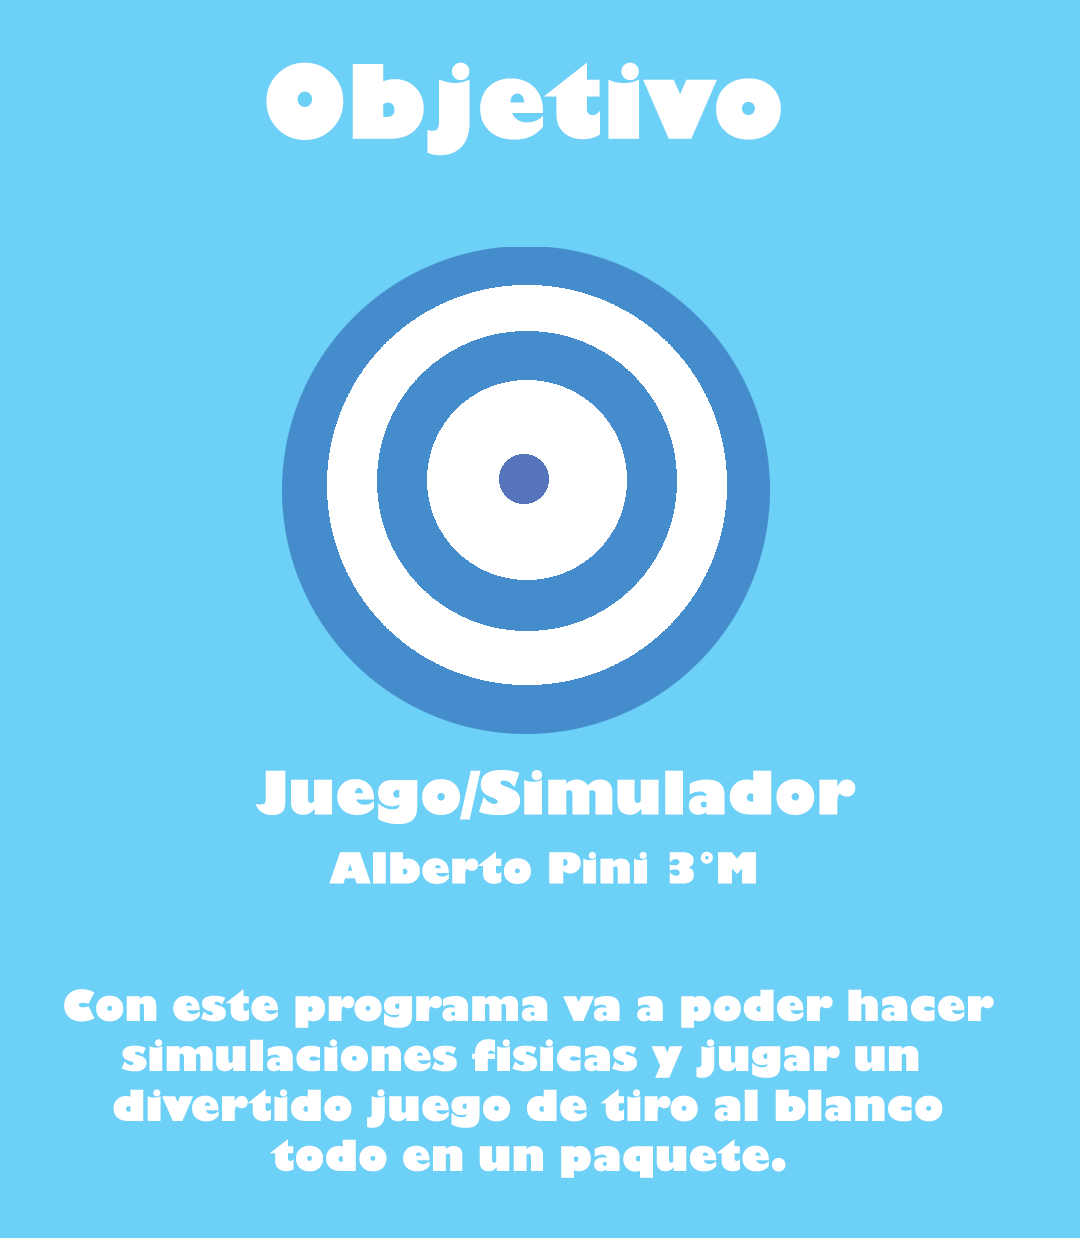 Objetivo
Juego/Simulador
Alberto Pini 3°M
Con este programa va a poder hacer
simulaciones fisicas y jugar un
divertido juego de tiro al blanco
todo en un paquete.